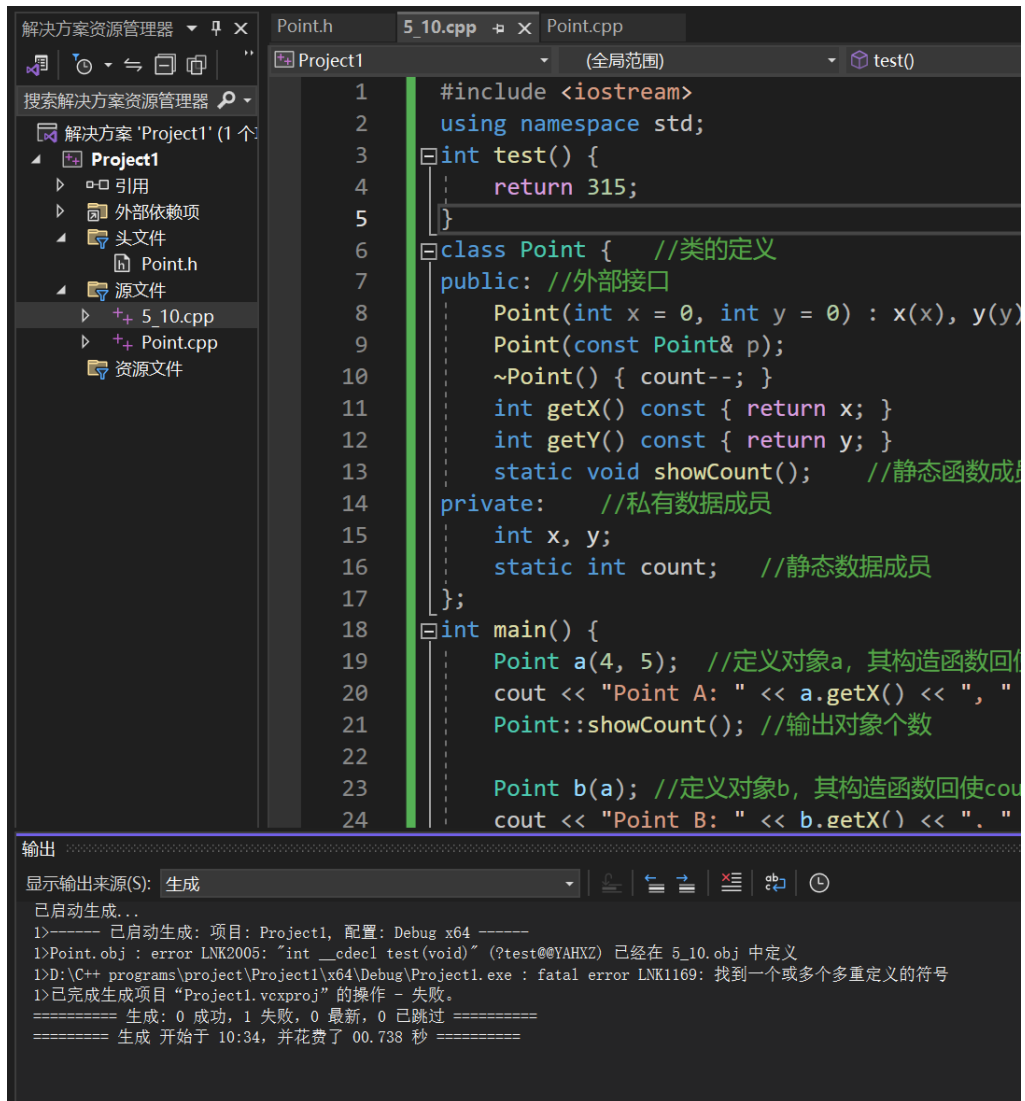 解决方案资源管理器
搜索解决方案资源管理器
解决方案 'Project1' (1 个
Project1
引用
外部依赖项
头文件
Point.h
源文件
5_10.cpp
Point.cpp
资源文件
Point.h 5_10.cpp Point.cpp
Project1 (全局范围) test()
1 #include <iostream>
2 using namespace std;
3 int test() {
4 return 315;
5 }
6 class Point { //类的定义
7 public: //外部接口
8 Point(int x = 0, int y = 0) : x(x), y(y)
9 Point(const Point& p);
10 ~Point() { count--; }
11 int getX() const { return x; }
12 int getY() const { return y; }
13 static void showCount(); //静态函数成员
14 private: //私有数据成员
15 int x, y;
16 static int count; //静态数据成员
17 };
18 int main() {
19 Point a(4, 5); //定义对象a，其构造函数回使
20 cout << "Point A: " << a.getX() << ", "
21 Point::showCount(); //输出对象个数
22
23 Point b(a); //定义对象b，其构造函数回使cou
24 cout << "Point B: " << b.getX() << ", "
输出
显示输出来源(S): 生成
已启动生成...
1>------ 已启动生成: 项目: Project1, 配置: Debug x64 ------
1>Point.obj : error LNK2005: "int __cdecl test(void)" (?test@@YAHXZ) 已经在 5_10.obj 中定义
1>D:\C++ programs\project\Project1\x64\Debug\Project1.exe : fatal error LNK1169: 找到一个或多个多重定义的符号
1>已完成生成项目“Project1.vcxproj”的操作 - 失败。
========== 生成: 0 成功，1 失败，0 最新，0 已跳过 ==========
========= 生成 开始于 10:34，并花费了 00.738 秒 ==========